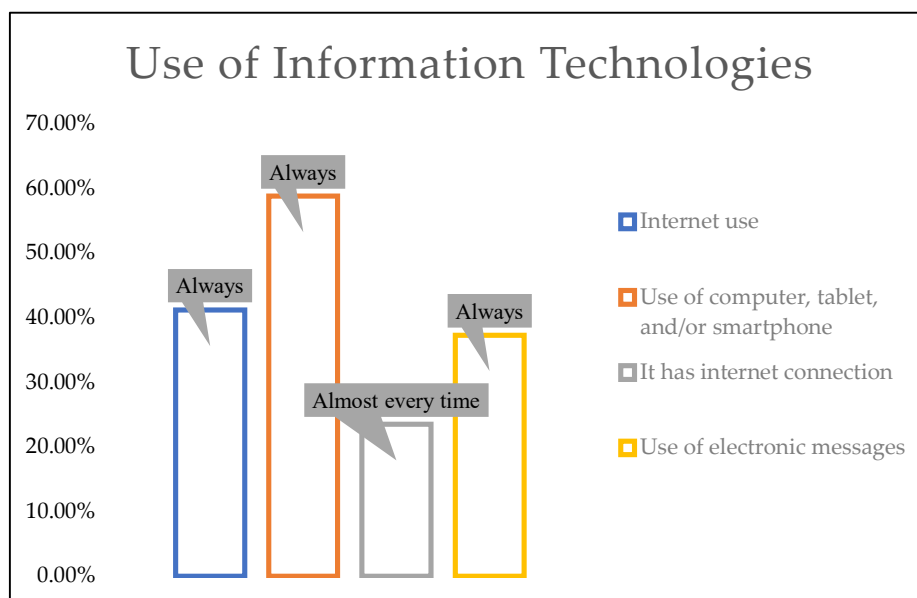 Use of Information Technologies
70.00%
60.00%
50.00%
40.00%
30.00%
20.00%
10.00%
0.00%
Always
Always
Almost every time
Always
Internet use
Use of computer, tablet,
and/or smartphone
It has internet connection
Use of electronic messages